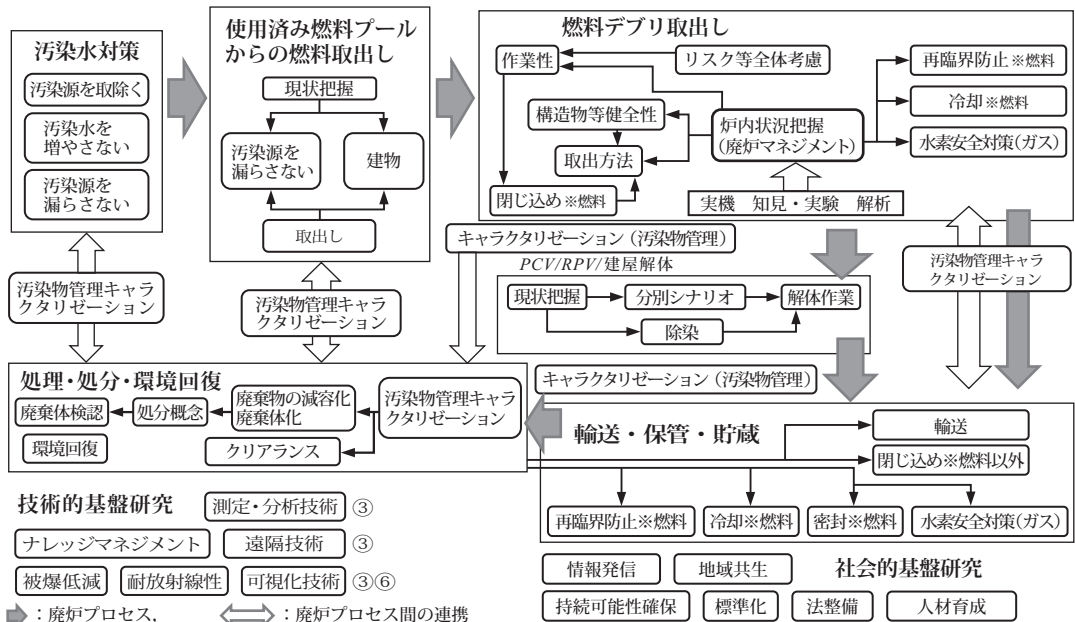 汚染水対策
汚染源を取除く
汚染水を
増やさない
汚染源を
漏らさない
汚染物管理キャラ
クタリゼーション
使用済み燃料プール
からの燃料取出し
現状把握
汚染源を
漏らさない
建物
取出し
汚染物管理キャラ
クタリゼーション
燃料デブリ取出し
作業性
リスク等全体考慮
構造物等健全性
取出方法
閉じ込め※燃料
炉内状況把握
(廃炉マネジメント)
再臨界防止※燃料
冷却※燃料
水素安全対策(ガス)
実機 知見・実験 解析
キャラクタリゼーション(汚染物管理)
汚染物管理キャラ
クタリゼーション
PCV/RPV/建屋解体
現状把握
分別シナリオ
解体作業
除染
キャラクタリゼーション(汚染物管理)
処理・処分・環境回復
廃棄体検認
処分概念
廃棄物の減容化
廃棄体化
汚染物管理キャラ
クタリゼーション
環境回復
クリアランス
輸送・保管・貯蔵
輸送
閉じ込め※燃料以外
再臨界防止※燃料
冷却※燃料
密封※燃料
水素安全対策(ガス)
技術的基盤研究
測定・分析技術 ③
ナレッジマネジメント
遠隔技術 ③
被爆低減
耐放射線性
可視化技術 ③⑥
社会的基盤研究
情報発信
地域共生
持続可能性確保
標準化
法整備
人材育成
:廃炉プロセス, :廃炉プロセス間の連携